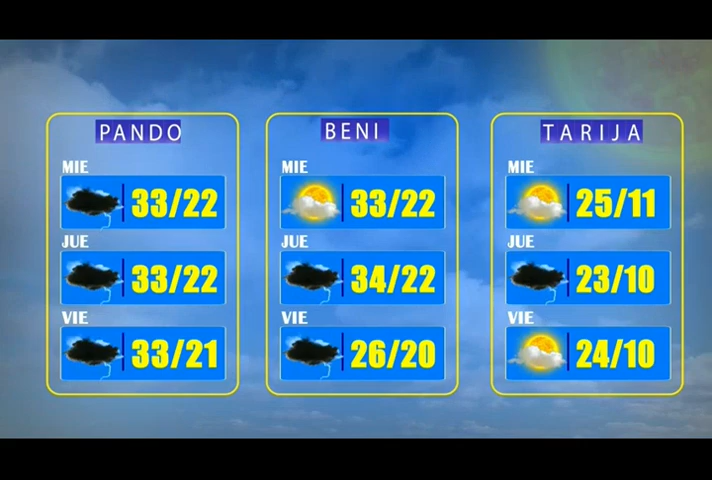 PANDO
MIE
33/22
JUE
33/22
VIE
33/21
BENI
MIE
33/22
JUE
34/22
VIE
26/20
TARIJA
MIE
25/11
JUE
23/10
VIE
24/10